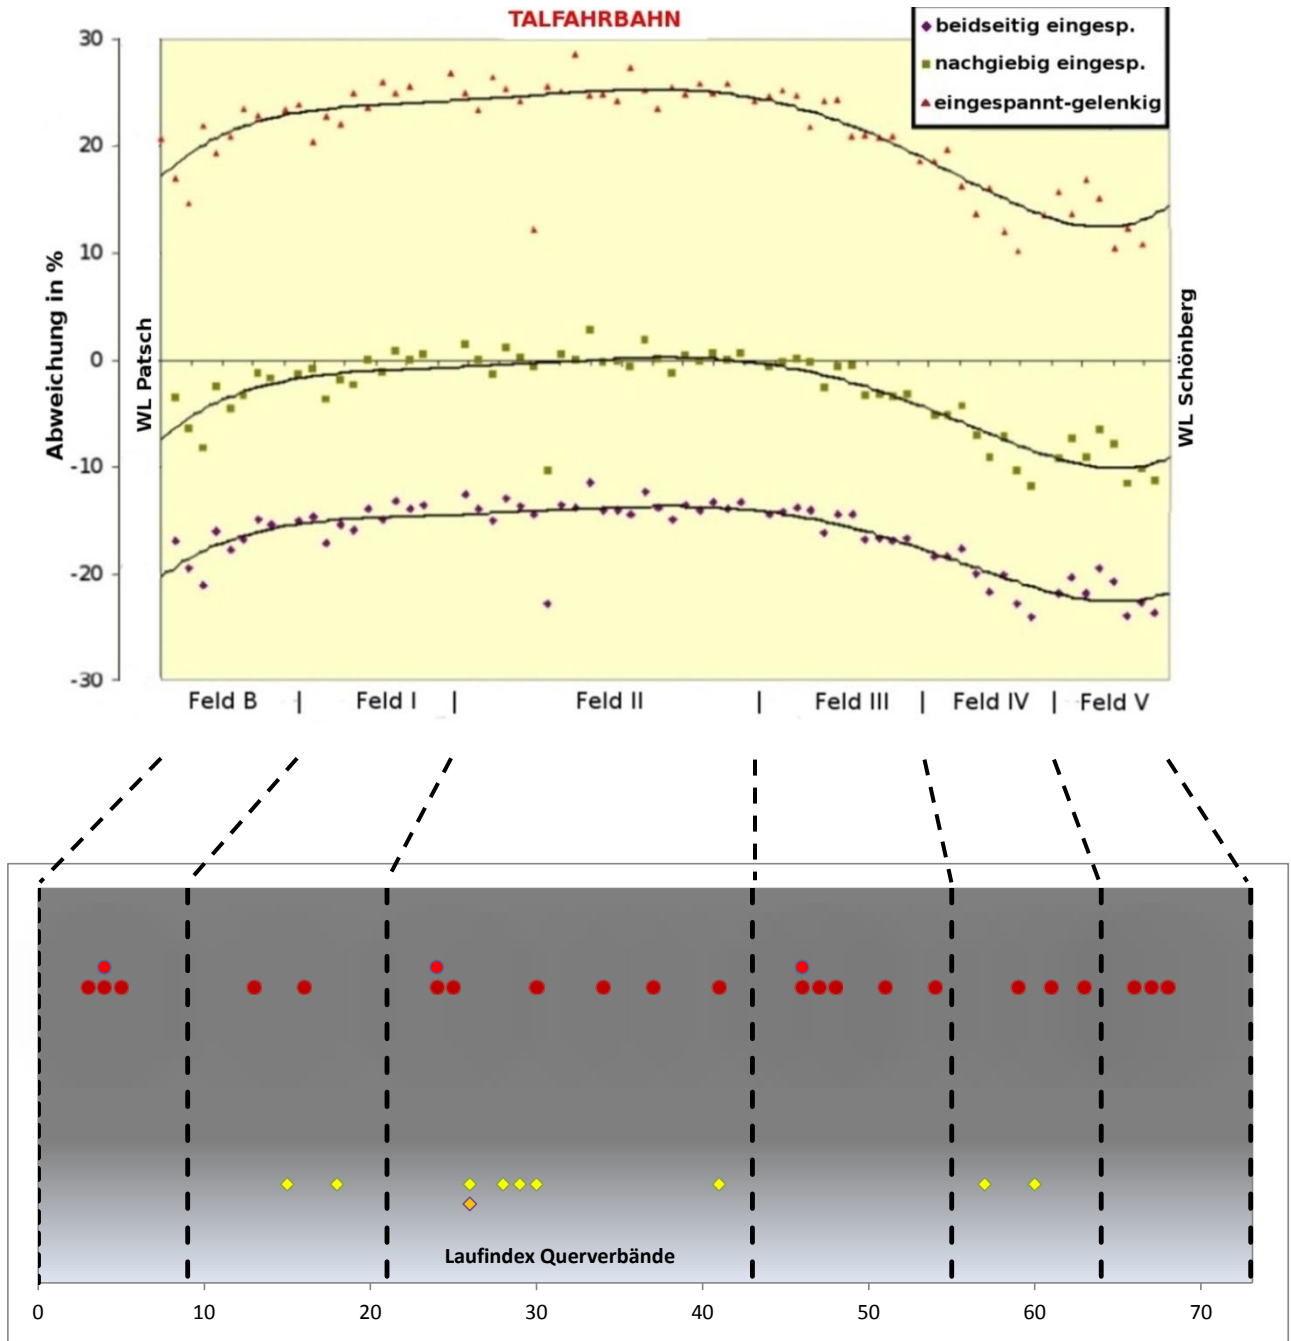 TALFAHRBAHN
beidseitig eingesp.
nachgiebig eingesp.
eingespannt-gelenkig
30
20
10
0
-10
-20
-30
Abweichung in %
WL Patsch
WL Schönberg
Feld B | Feld I | Feld II | Feld III | Feld IV | Feld V
Laufindex Querverbände
0 10 20 30 40 50 60 70